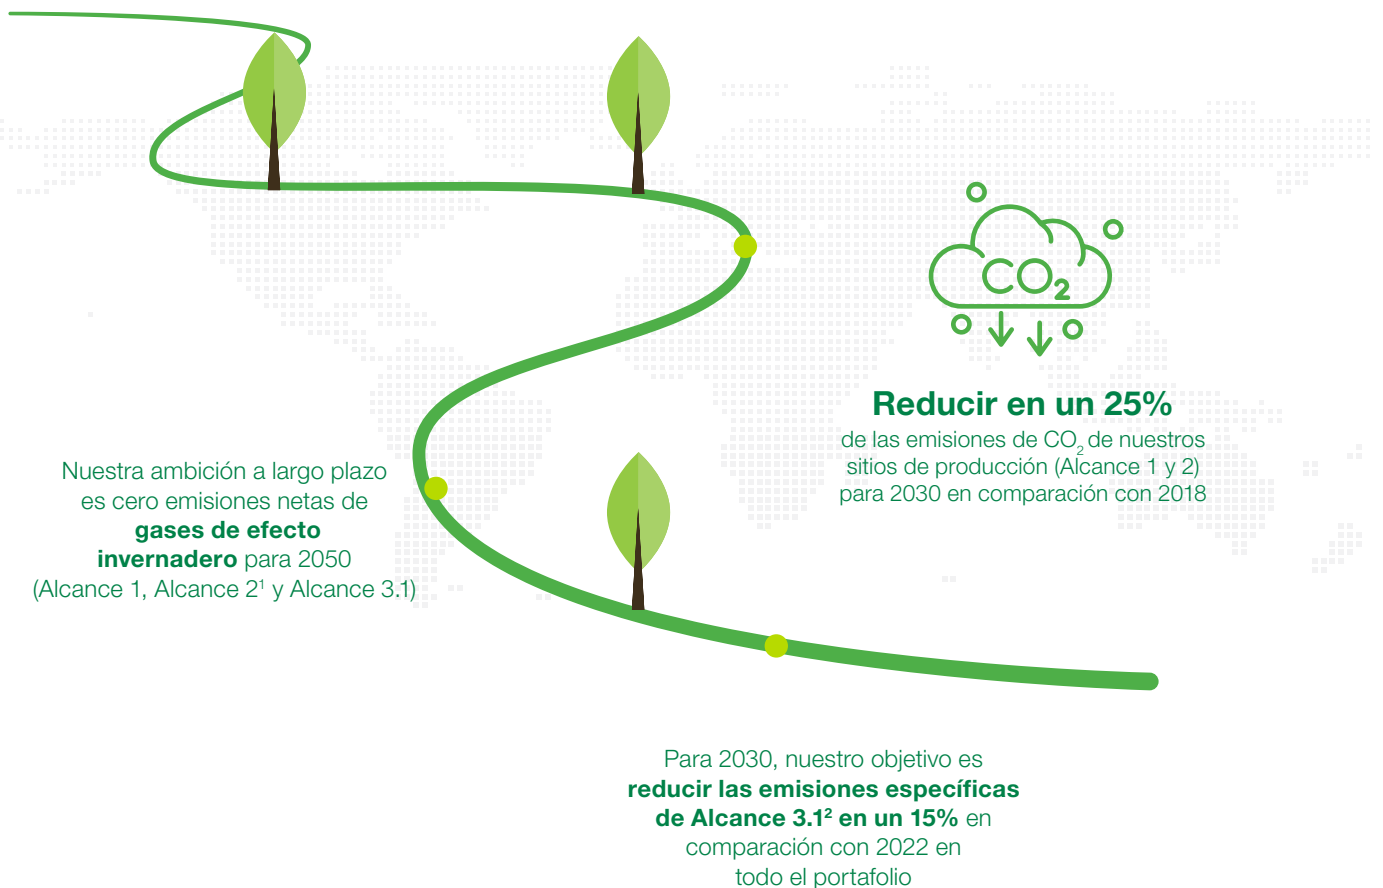 CO2
Reducir en un 25%
de las emisiones de CO2 de nuestros
sitios de producción (Alcance 1 y 2)
para 2030 en comparación con 2018
Nuestra ambición a largo plazo
es cero emisiones netas de
gases de efecto
invernadero para 2050
(Alcance 1, Alcance 2¹ y Alcance 3.1)
Para 2030, nuestro objetivo es
reducir las emisiones específicas
de Alcance 3.1² en un 15% en
comparación con 2022 en
todo el portafolio